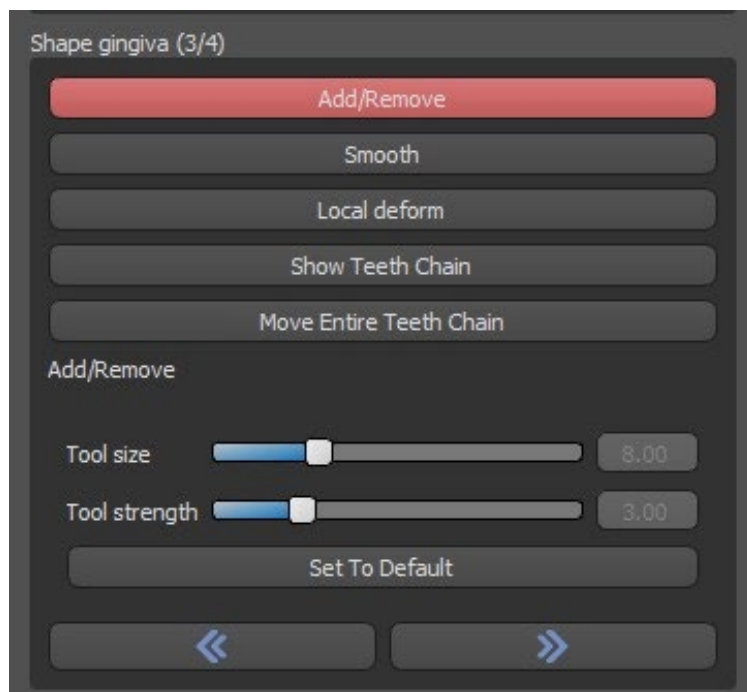 Shape gingiva (3/4)
Add/Remove
Smooth
Local deform
Show Teeth Chain
Move Entire Teeth Chain
Add/Remove
Tool size 8.00
Tool strength 3.00
Set To Default